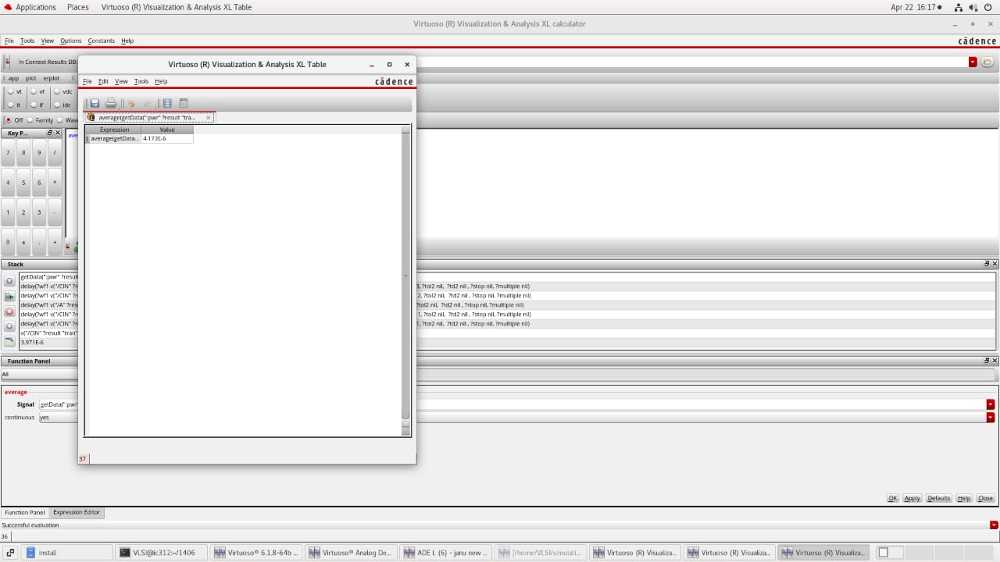 Applications Places Virtuoso (R) Visualization & Analysis XL Table Apr 22 16:17
Virtuoso (R) Visualization & Analysis XL calculator
File Tools View Options Constants Help cādence
In Context Results DB:
app plot erplot
vt vf vdc
it if idc
Off Family Wav
Key P...
7 8 9 /
4 5 6 *
1 2 3 -
0 ± . +
ave
Virtuoso (R) Visualization & Analysis XL Table
File Edit View Tools Help cādence
average(getData(":pwr" ?result "tra...
Expression Value
1 average(getData... 4.173E-6
37
Stack
getData(":pwr" ?result
delay(?wf1 v("/CIN" ?r 3, ?tol2 nil, ?td2 nil , ?stop nil, ?multiple nil)
delay(?wf1 v("/CIN" ?r 2, ?tol2 nil, ?td2 nil , ?stop nil, ?multiple nil)
delay(?wf1 v("/A" ?res ?tol2 nil, ?td2 nil , ?stop nil, ?multiple nil)
delay(?wf1 v("/CIN" ?r 1, ?tol2 nil, ?td2 nil , ?stop nil, ?multiple nil)
delay(?wf1 v("/CIN" ?r 1, ?tol2 nil, ?td2 nil , ?stop nil, ?multiple nil)
v("/CIN" ?result "tran"
3.971E-6
Function Panel
All
average
Signal getData(":pwr"
continuous yes
OK Apply Defaults Help Close
Function Panel Expression Editor
Successful evaluation
36
install VLSI@ic312:~/1406 Virtuoso® 6.1.8-64b ... Virtuoso® Analog De... ADE L (6) - janu new ... [/home/VLSI/simulati... Virtuoso (R) Visualiza... Virtuoso (R) Visualiza... Virtuoso (R) Visualiza...